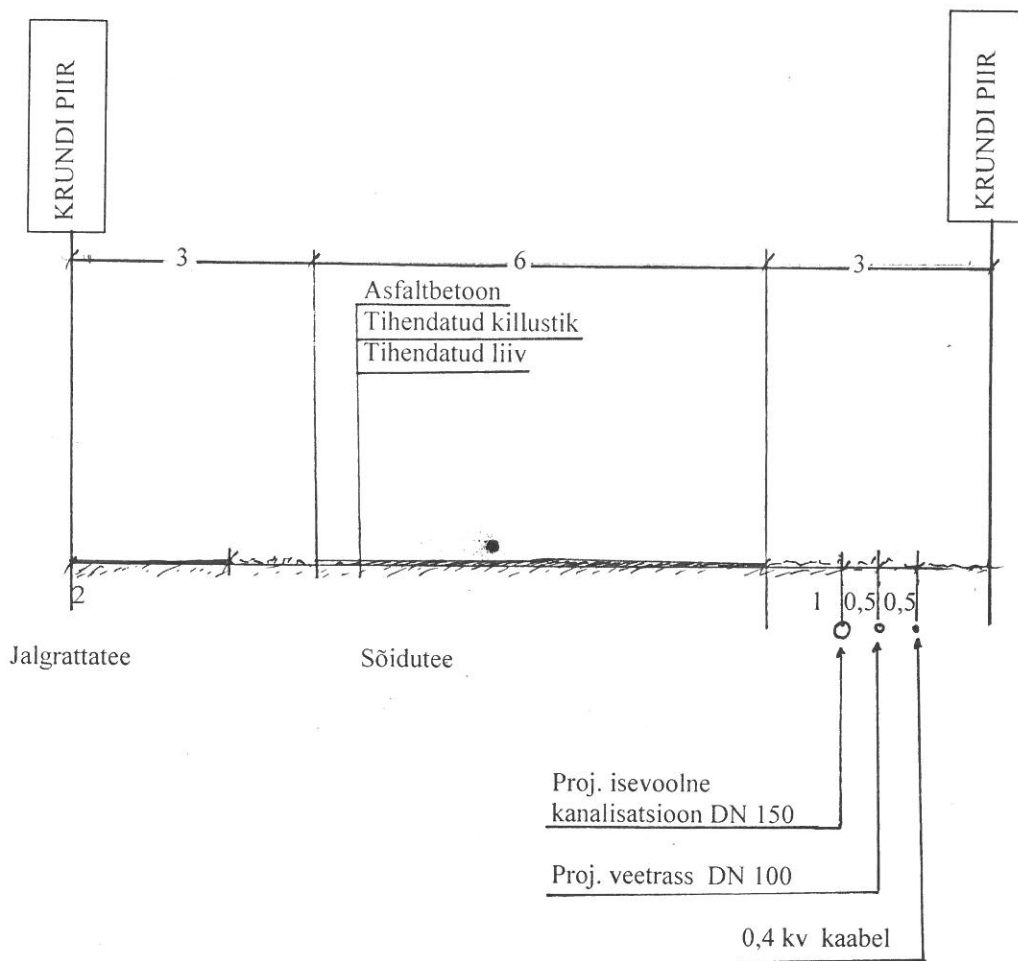 KRUNDI PIIR
KRUNDI PIIR
3
6
3
Asfaltbetoon
Tihendatud killustik
Tihendatud liiv
2
1
0,5
0,5
Jalgrattatee
Sõidutee
Proj. isevoolne
kanalisatsioon DN 150
Proj. veetrass DN 100
0,4 kv kaabel